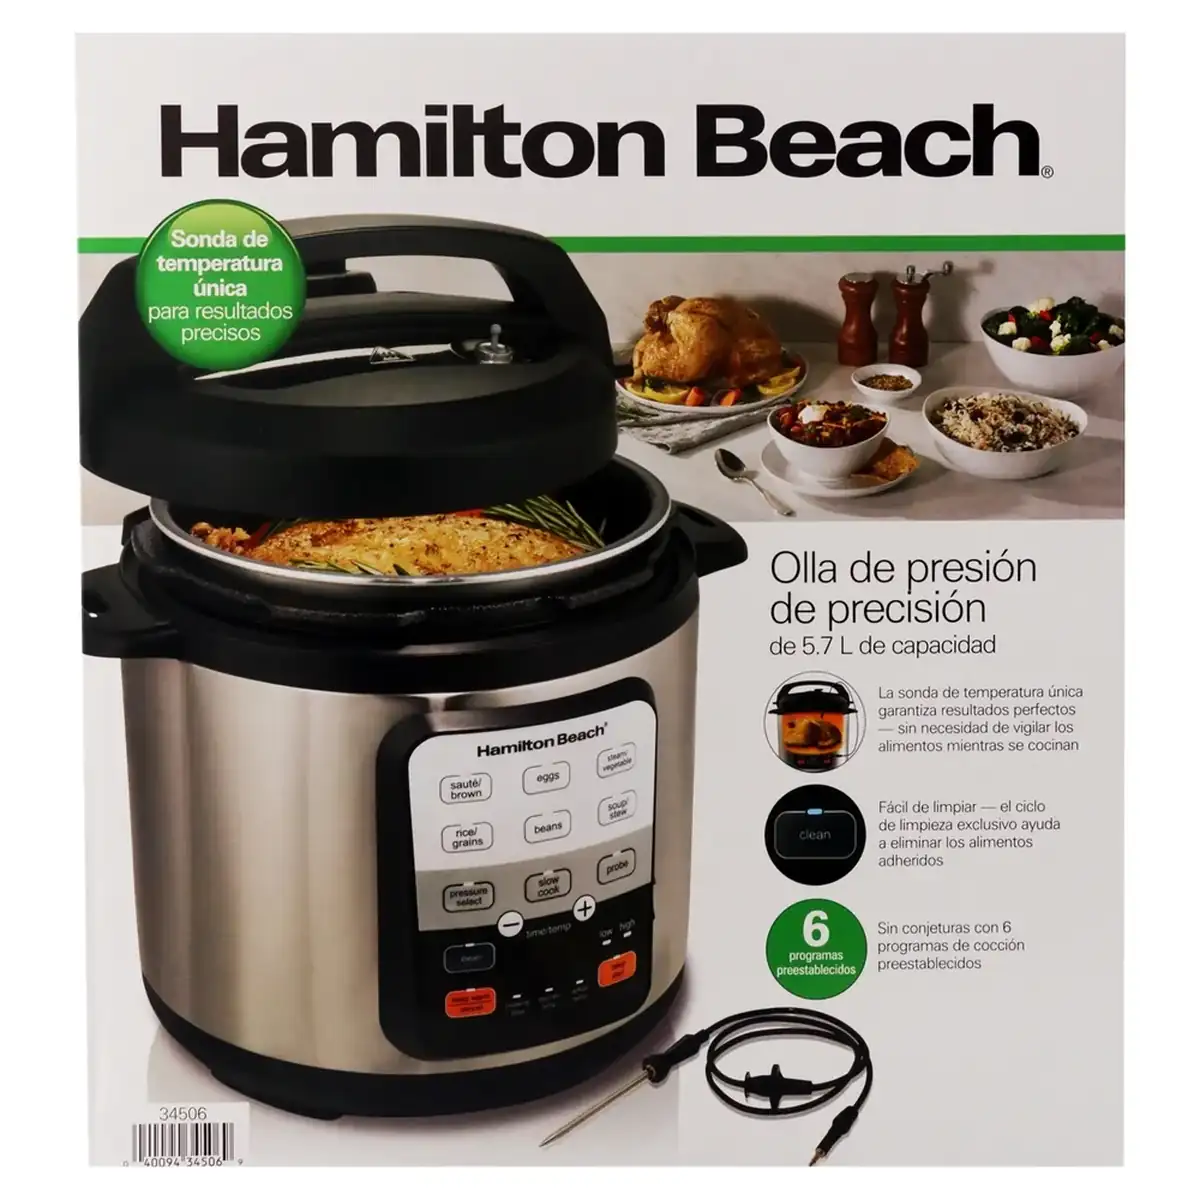 Hamilton Beach®
Sonda de
temperatura
única
para resultados
precisos
Olla de presión
de precisión
de 5.7 L de capacidad
La sonda de temperatura única
garantiza resultados perfectos
— sin necesidad de vigilar los
alimentos mientras se cocinan
clean
Fácil de limpiar — el ciclo
de limpieza exclusivo ayuda
a eliminar los alimentos
adheridos
6
programas
preestablecidos
Sin conjeturas con 6
programas de cocción
preestablecidos
Hamilton Beach®
sauté/
brown
eggs
steam/
vegetable
rice/
grains
beans
soup/
stew
pressure
select
slow
cook
probe
− time/temp +
low high
clean
34506
0 40094 34506 9